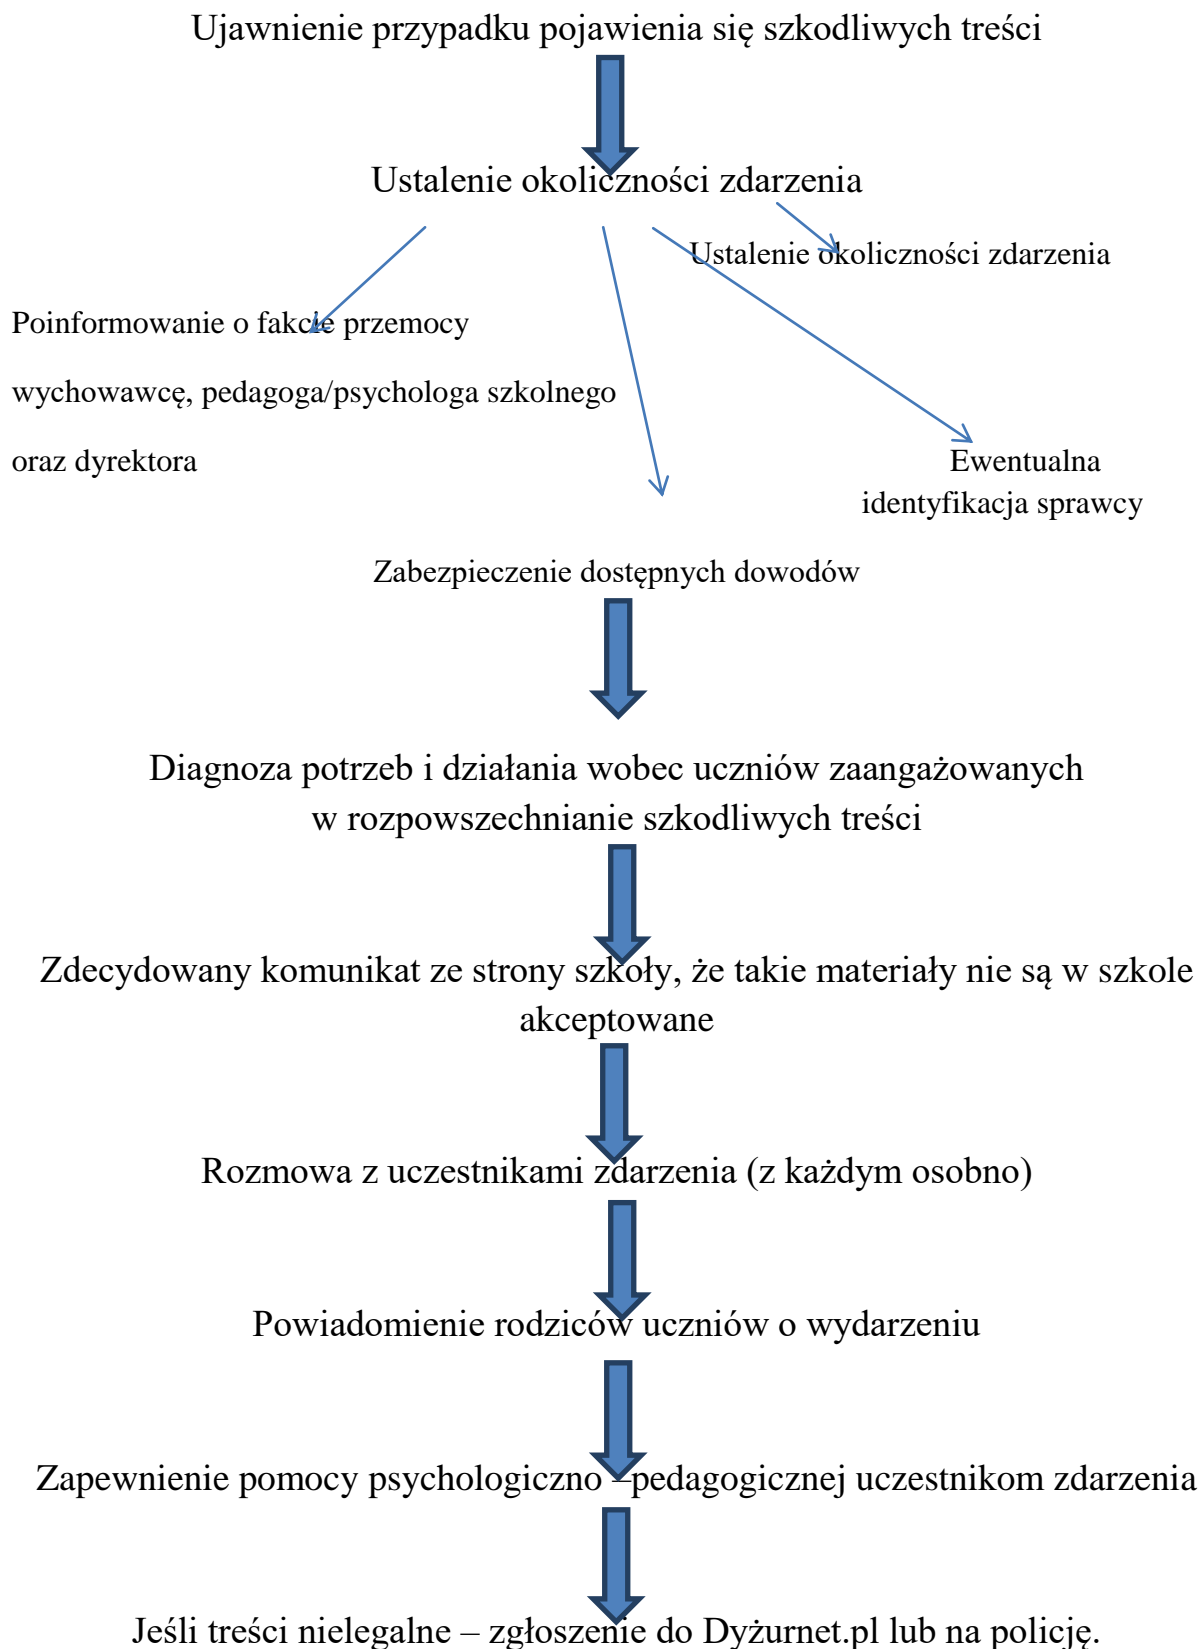 Ujawnienie przypadku pojawienia się szkodliwych treści
Ustalenie okoliczności zdarzenia
Ustalenie okoliczności zdarzenia
Poinformowanie o fakcie przemocy
wychowawcę, pedagoga/psychologa szkolnego
oraz dyrektora
Ewentualna
identyfikacja sprawcy
Zabezpieczenie dostępnych dowodów
Diagnoza potrzeb i działania wobec uczniów zaangażowanych
w rozpowszechnianie szkodliwych treści
Zdecydowany komunikat ze strony szkoły, że takie materiały nie są w szkole
akceptowane
Rozmowa z uczestnikami zdarzenia (z każdym osobno)
Powiadomienie rodziców uczniów o wydarzeniu
Zapewnienie pomocy psychologiczno –pedagogicznej uczestnikom zdarzenia
Jeśli treści nielegalne – zgłoszenie do Dyżurnet.pl lub na policję.